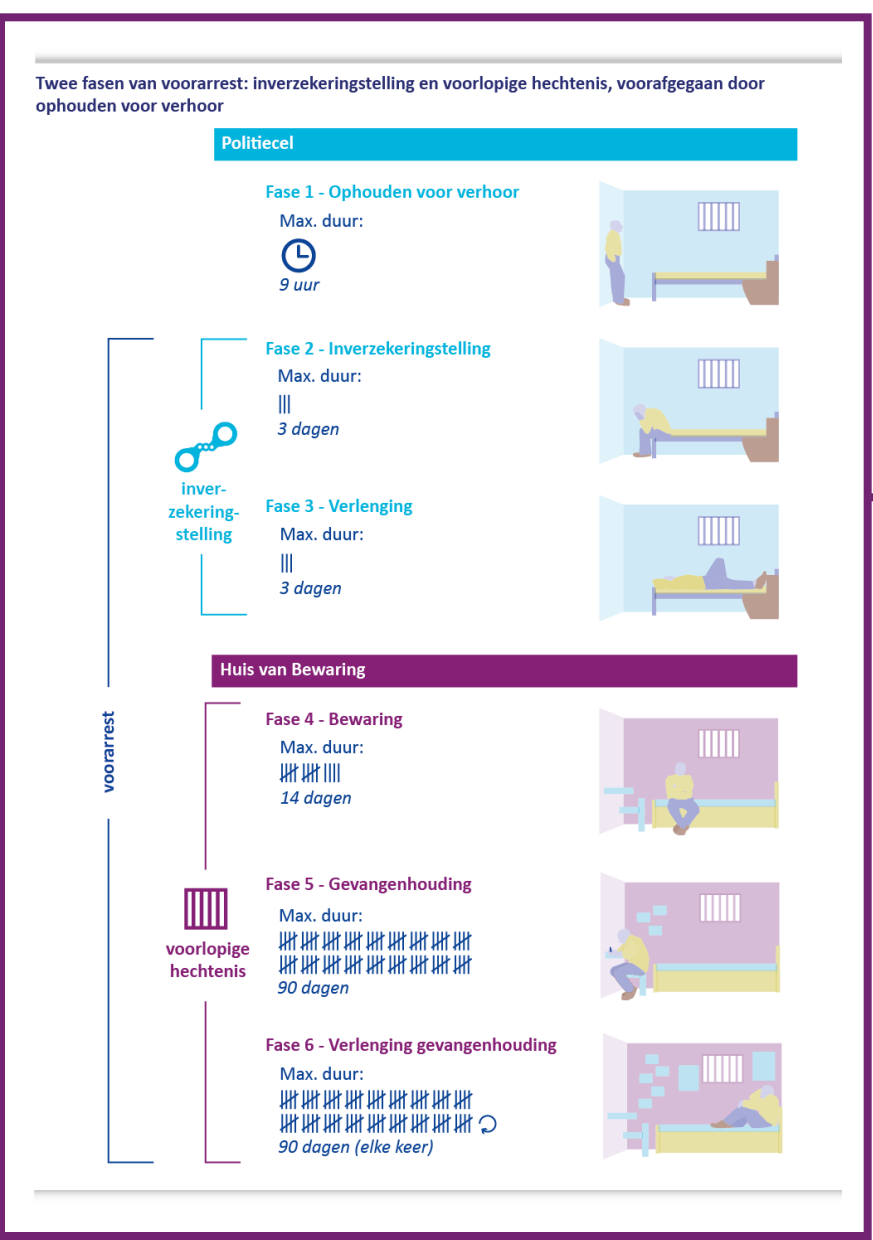 Twee fasen van voorarrest: inverzekeringstelling en voorlopige hechtenis, voorafgegaan door
ophouden voor verhoor
Politiecel
Fase 1 - Ophouden voor verhoor
Max. duur:
9 uur
Fase 2 - Inverzekeringstelling
Max. duur:
3 dagen
inver-
zekering-
stelling
Fase 3 - Verlenging
Max. duur:
3 dagen
Huis van Bewaring
voorarrest
Fase 4 - Bewaring
Max. duur:
14 dagen
Fase 5 - Gevangenhouding
Max. duur:
90 dagen
voorlopige
hechtenis
Fase 6 - Verlenging gevangenhouding
Max. duur:
90 dagen (elke keer)